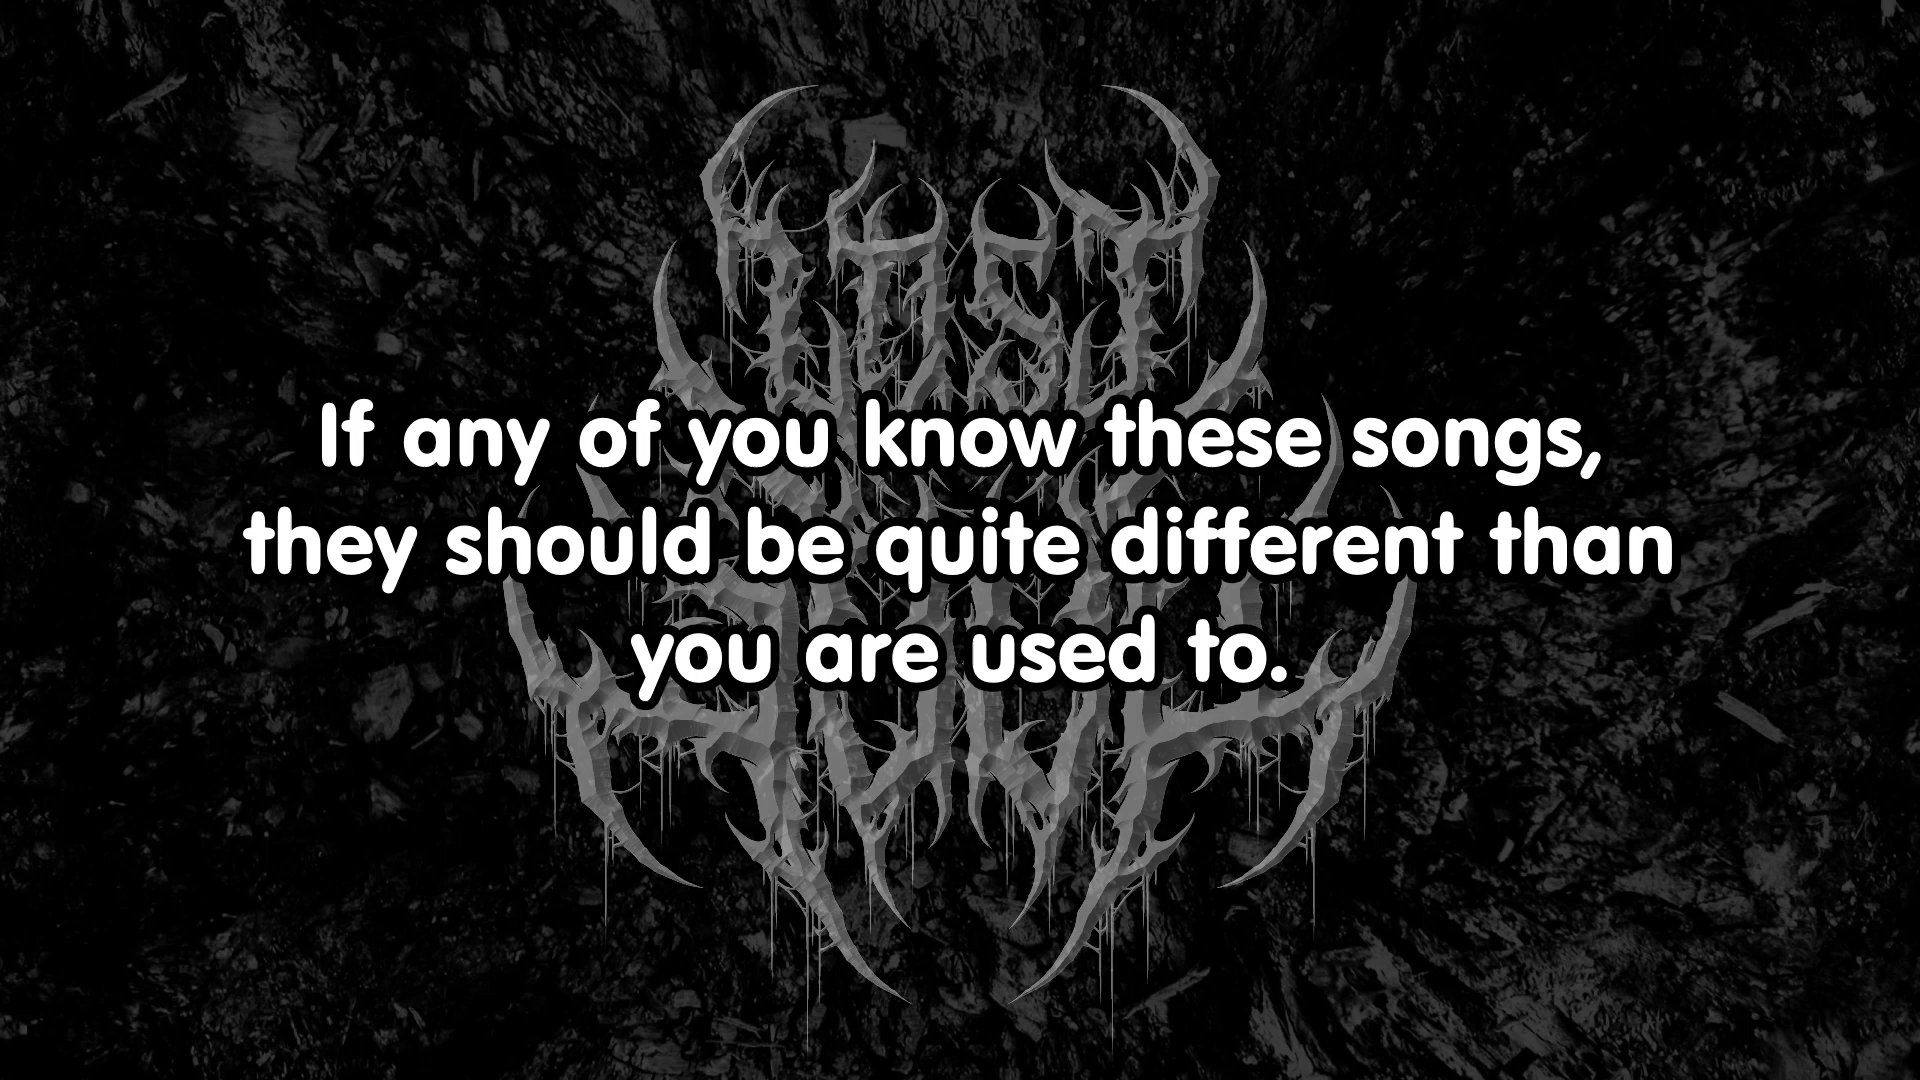 If any of you know these songs,
they should be quite different than
you are used to.